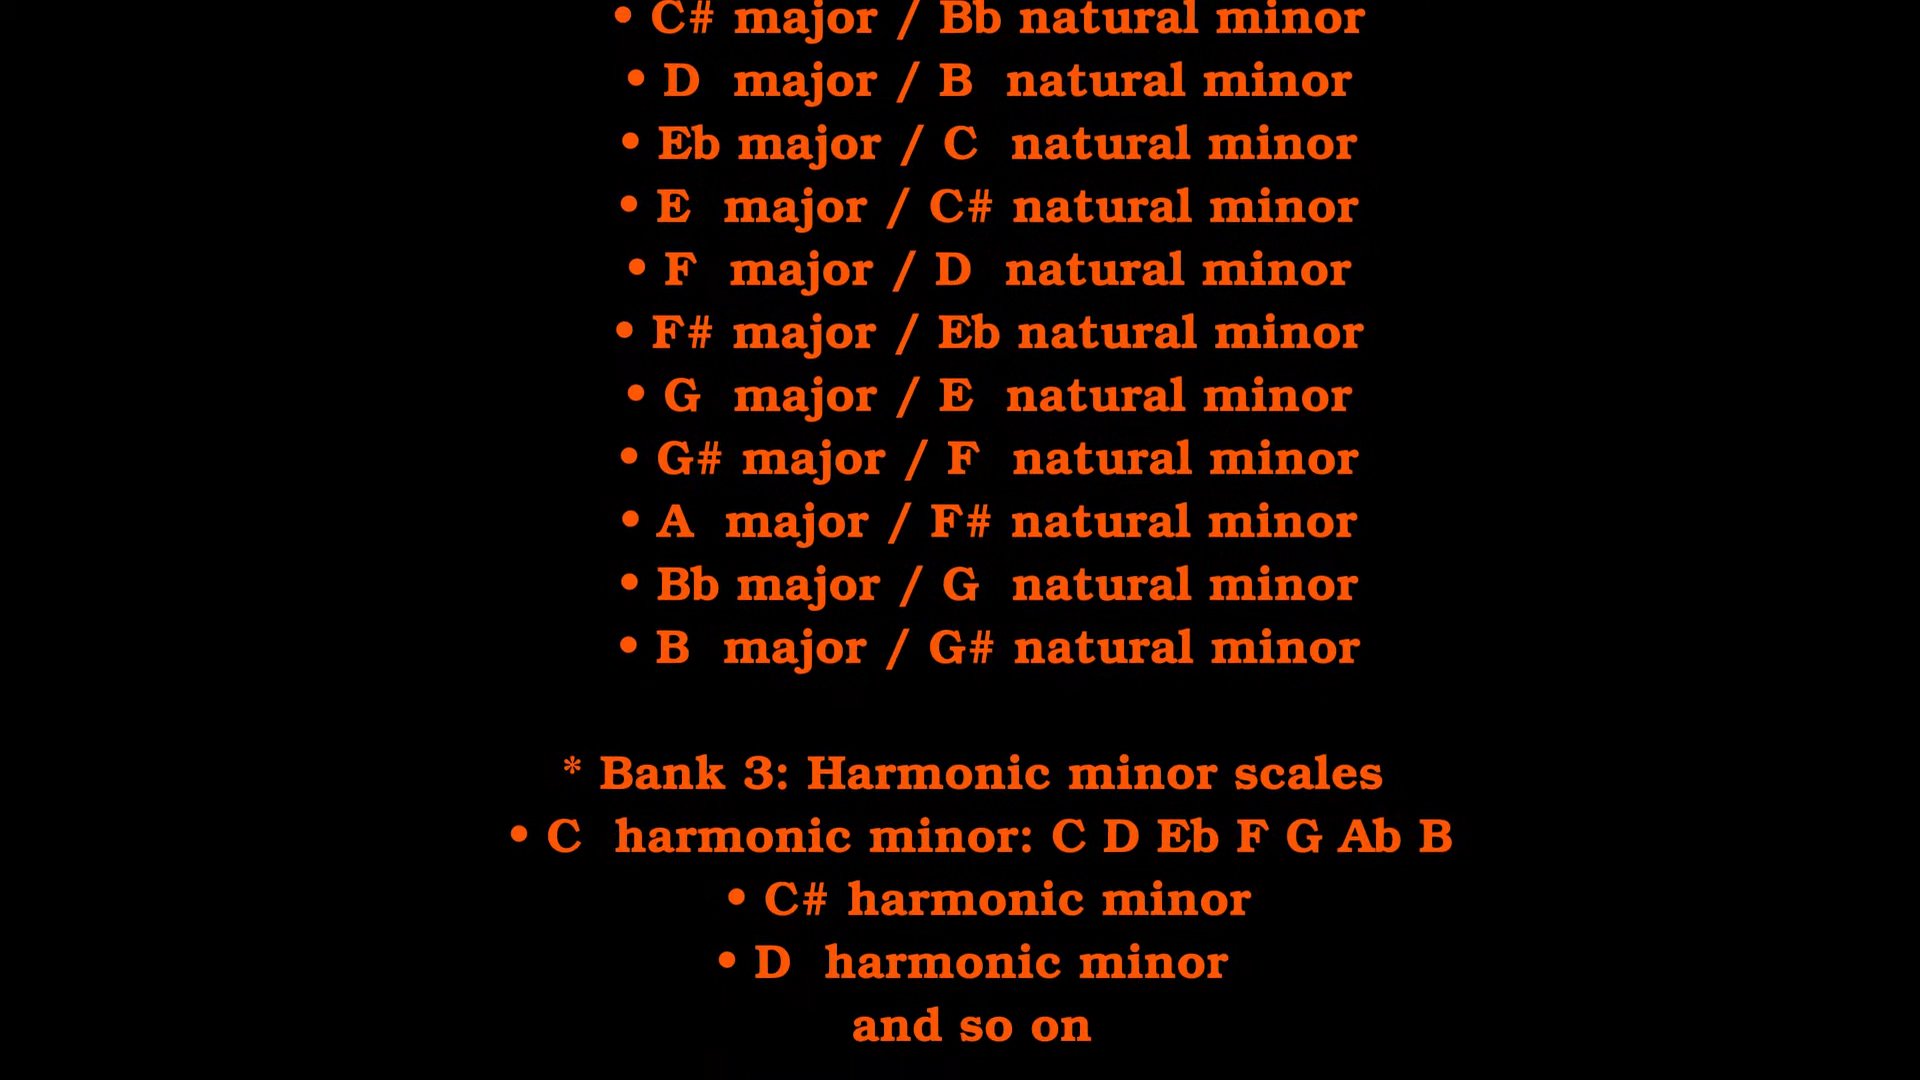 • C# major / Bb natural minor
• D  major / B  natural minor
• Eb major / C  natural minor
• E  major / C# natural minor
• F  major / D  natural minor
• F# major / Eb natural minor
• G  major / E  natural minor
• G# major / F  natural minor
• A  major / F# natural minor
• Bb major / G  natural minor
• B  major / G# natural minor
* Bank 3: Harmonic minor scales
• C  harmonic minor: C D Eb F G Ab B
• C# harmonic minor
• D  harmonic minor
and so on